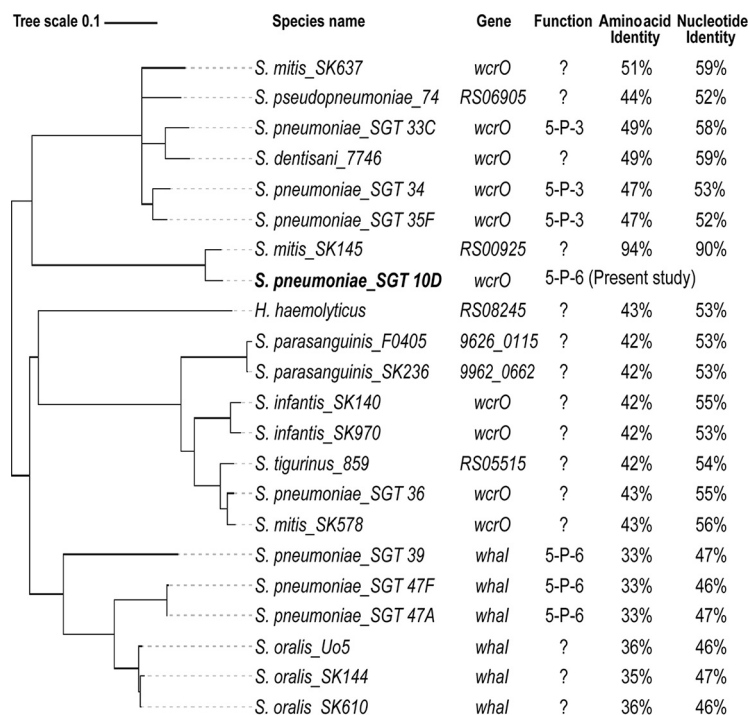 Tree scale 0.1 Species name Gene Function Amino acid Identity Nucleotide Identity
S. mitis_SK637 wcrO ? 51% 59%
S. pseudopneumoniae_74 RS06905 ? 44% 52%
S. pneumoniae_SGT 33C wcrO 5-P-3 49% 58%
S. dentisani_7746 wcrO ? 49% 59%
S. pneumoniae_SGT 34 wcrO 5-P-3 47% 53%
S. pneumoniae_SGT 35F wcrO 5-P-3 47% 52%
S. mitis_SK145 RS00925 ? 94% 90%
S. pneumoniae_SGT 10D wcrO 5-P-6 (Present study)
H. haemolyticus RS08245 ? 43% 53%
S. parasanguinis_F0405 9626_0115 ? 42% 53%
S. parasanguinis_SK236 9962_0662 ? 42% 53%
S. infantis_SK140 wcrO ? 42% 55%
S. infantis_SK970 wcrO ? 42% 53%
S. tigurinus_859 RS05515 ? 42% 54%
S. pneumoniae_SGT 36 wcrO ? 43% 55%
S. mitis_SK578 wcrO ? 43% 56%
S. pneumoniae_SGT 39 whaI 5-P-6 33% 47%
S. pneumoniae_SGT 47F whaI 5-P-6 33% 46%
S. pneumoniae_SGT 47A whaI 5-P-6 33% 47%
S. oralis_Uo5 whaI ? 36% 46%
S. oralis_SK144 whaI ? 35% 47%
S. oralis_SK610 whaI ? 36% 46%